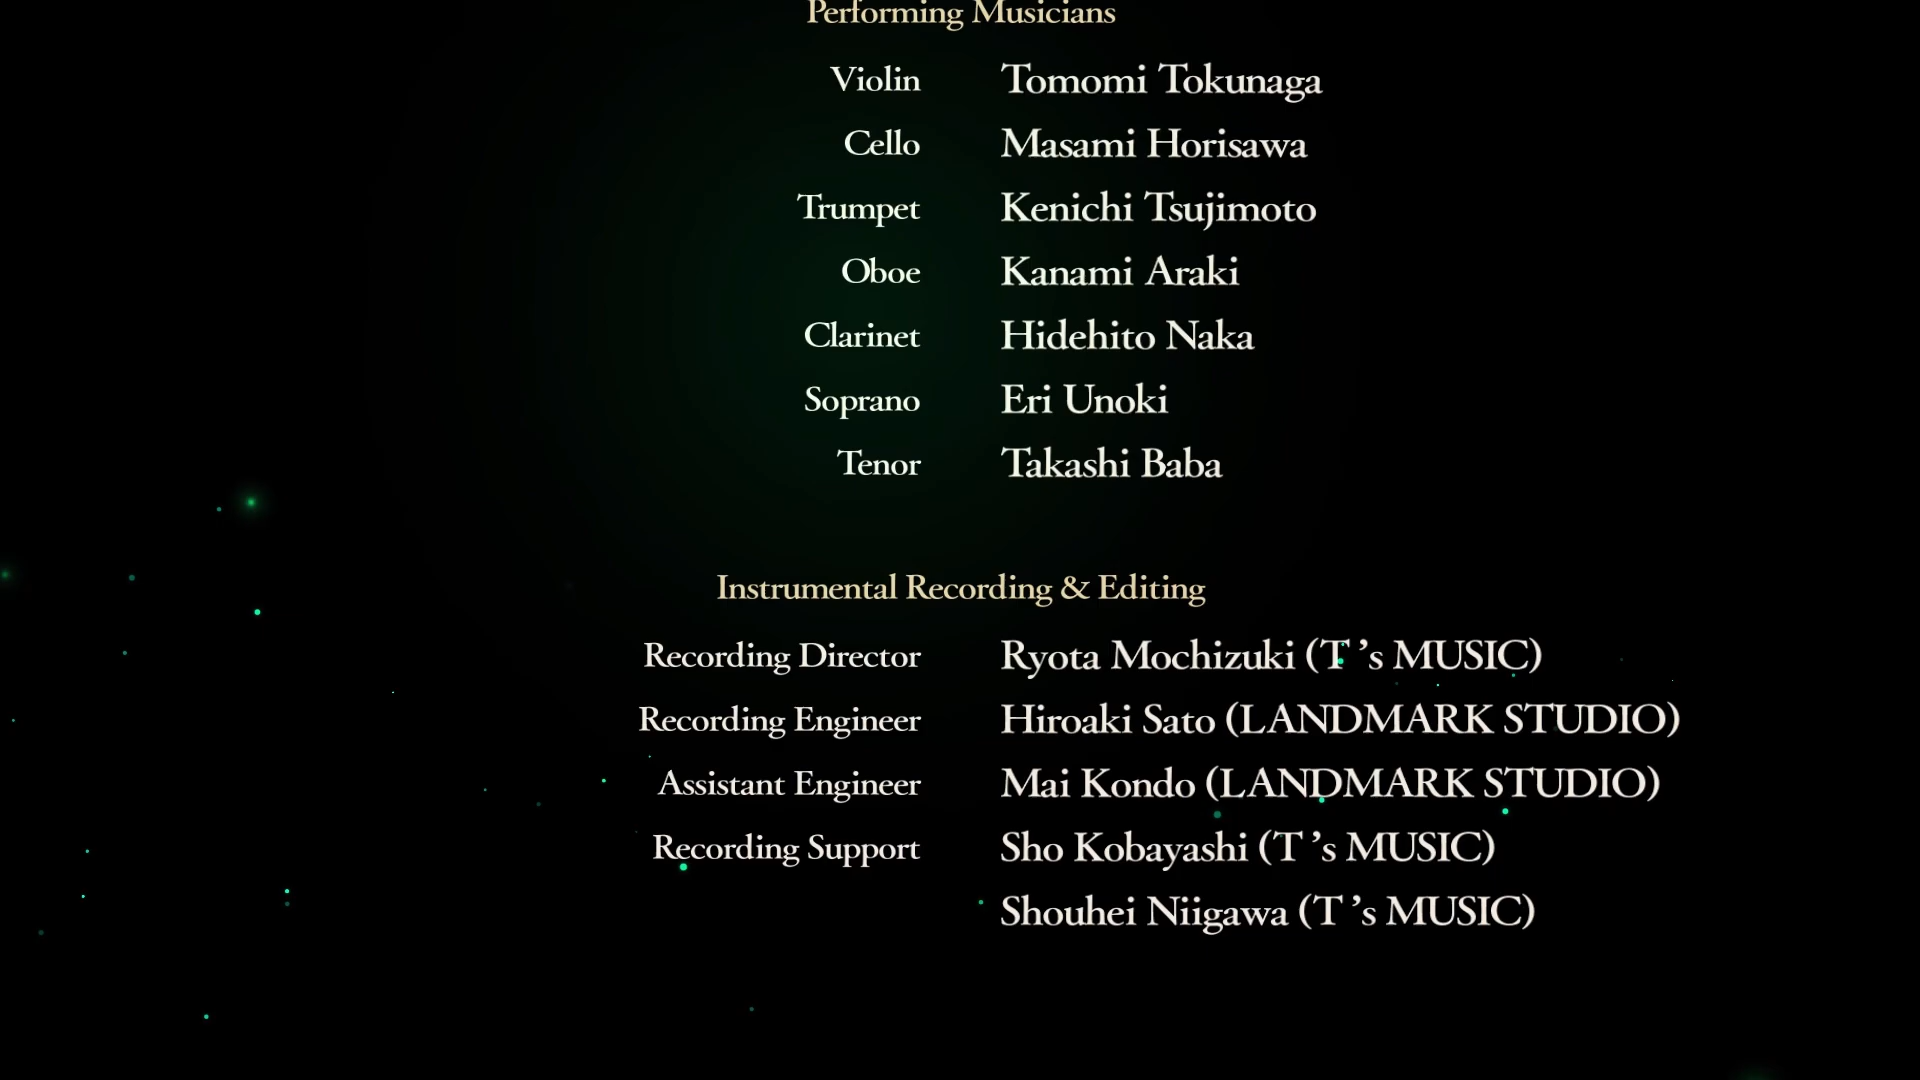 Performing Musicians
Violin Tomomi Tokunaga
Cello Masami Horisawa
Trumpet Kenichi Tsujimoto
Oboe Kanami Araki
Clarinet Hidehito Naka
Soprano Eri Unoki
Tenor Takashi Baba
Instrumental Recording & Editing
Recording Director Ryota Mochizuki (T ’s MUSIC)
Recording Engineer Hiroaki Sato (LANDMARK STUDIO)
Assistant Engineer Mai Kondo (LANDMARK STUDIO)
Recording Support Sho Kobayashi (T ’s MUSIC)
Shouhei Niigawa (T ’s MUSIC)